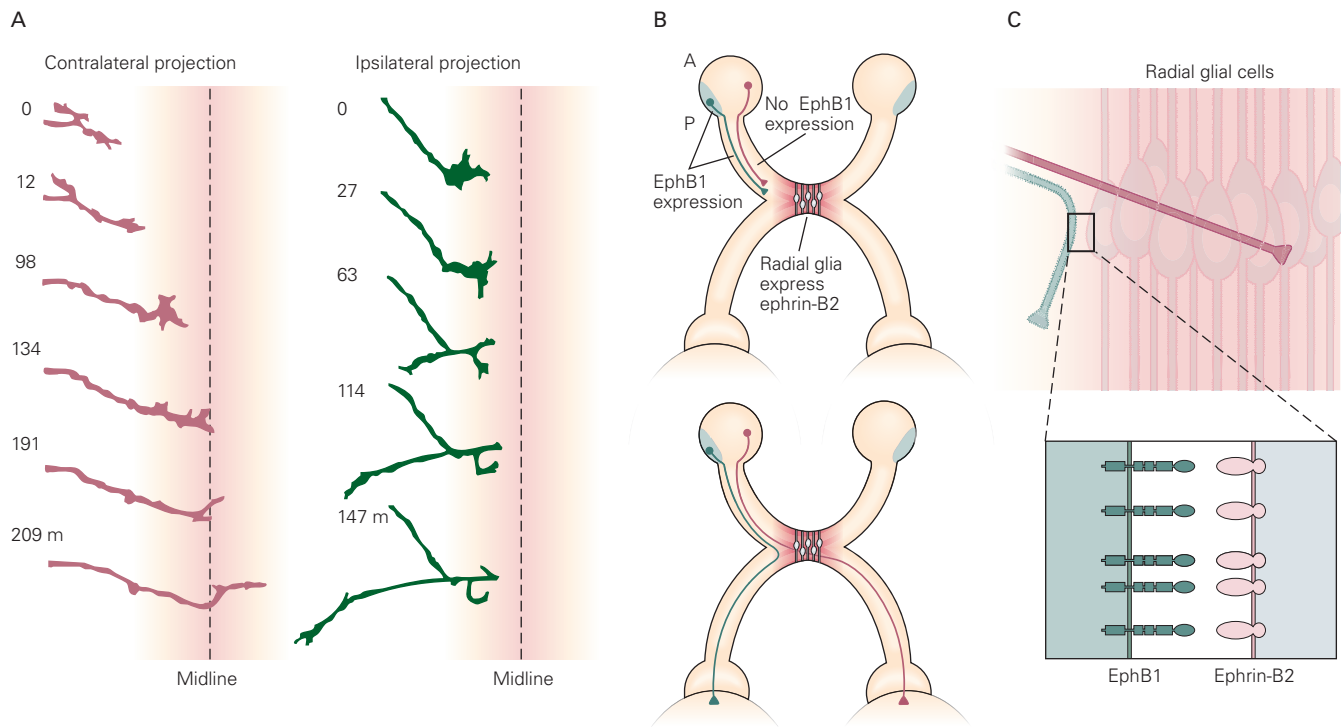 A
Contralateral projection
0
12
98
134
191
209 m
Midline
Ipsilateral projection
0
27
63
114
147 m
Midline
B
A
P
No EphB1
expression
EphB1
expression
Radial glia
express
ephrin-B2
C
Radial glial cells
EphB1
Ephrin-B2